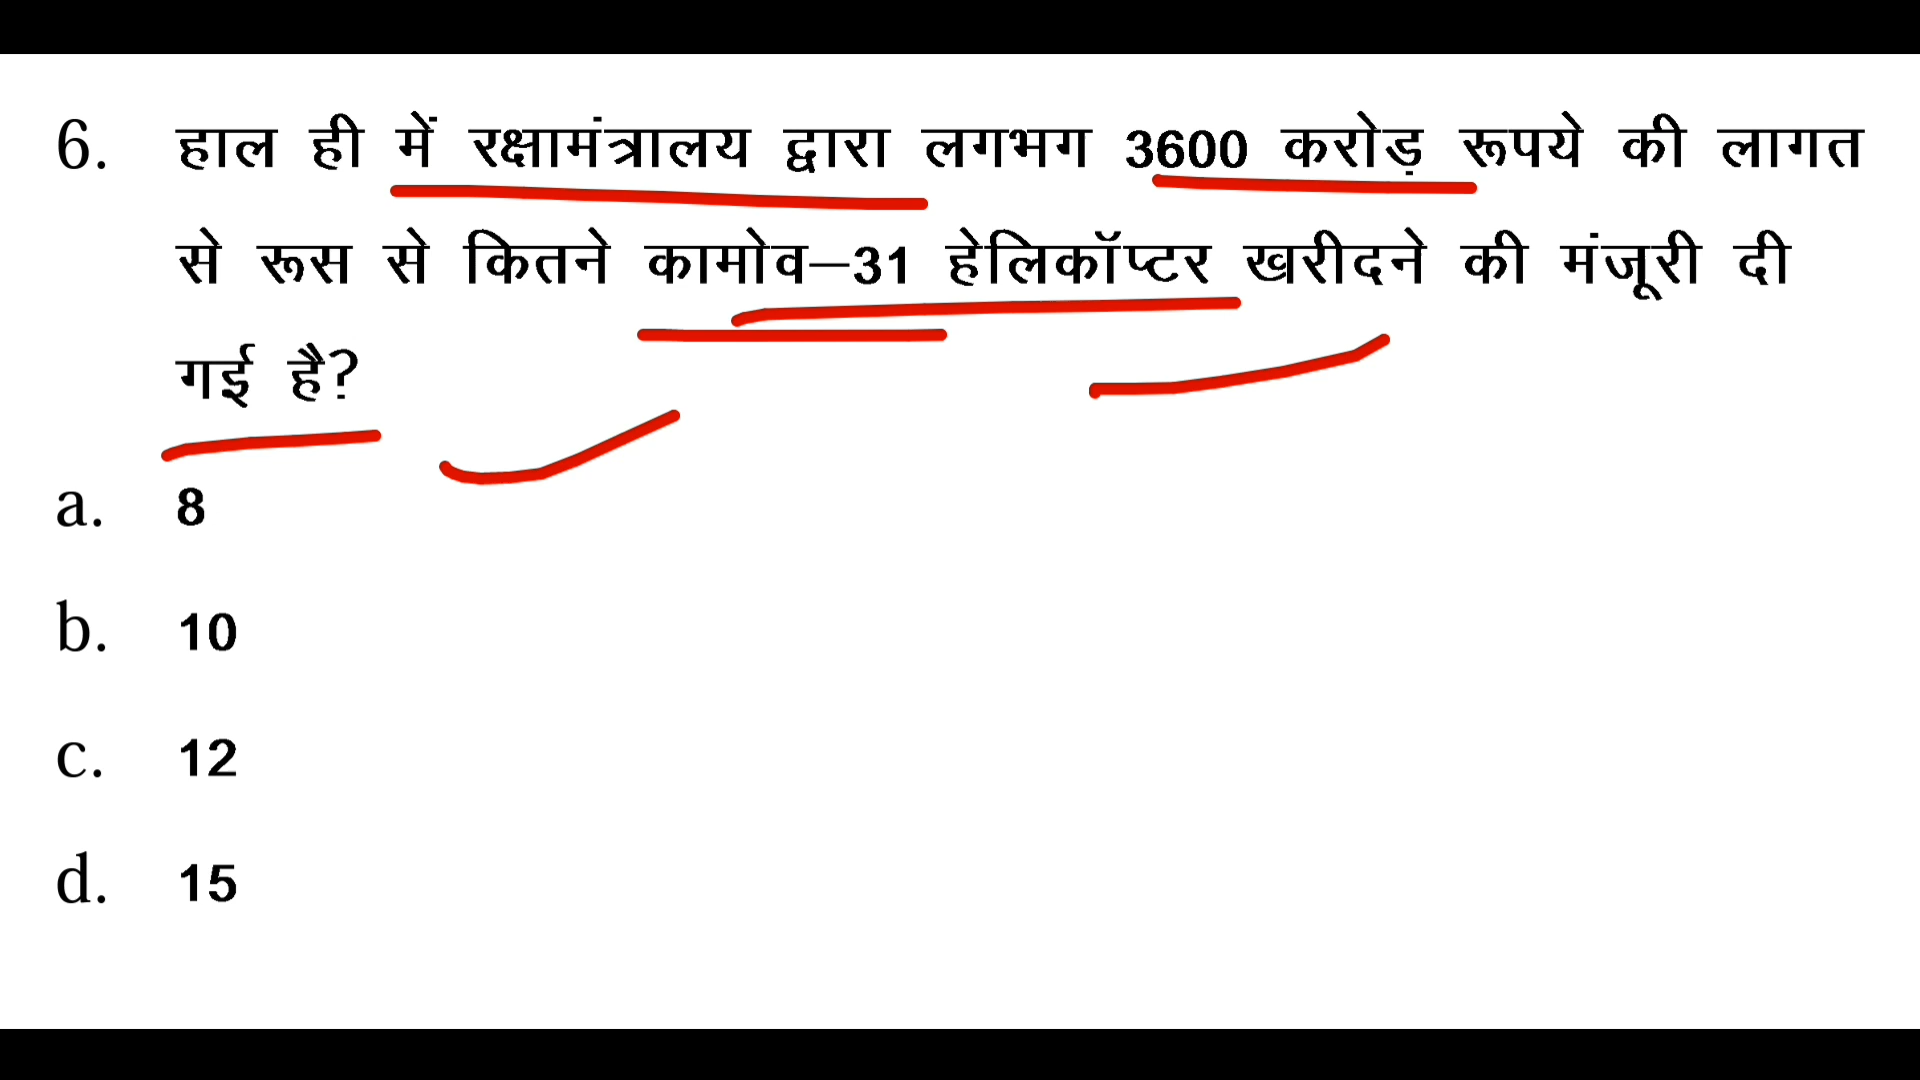 6. हाल ही में रक्षामंत्रालय द्वारा लगभग 3600 करोड़ रूपये की लागत
से रूस से कितने कामोव–31 हेलिकॉप्टर खरीदने की मंजूरी दी
गई है?
a. 8
b. 10
c. 12
d. 15